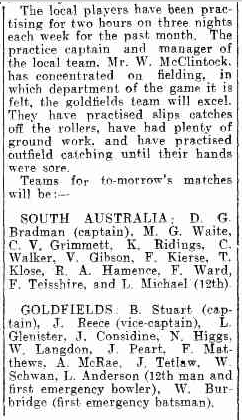 The local players have been prac-
tising for two hours on three nights
each week for the past month. The
practice captain and manager of
the local team, Mr. W. McClintock,
has concentrated on fielding, in
which department of the game it is
felt, the goldfields team will excel.
They have practised slips catches
off the rollers, have had plenty of
ground work, and have practised
outfield catching until their hands
were sore.
Teams for to-morrow's matches
will be:—
SOUTH AUSTRALIA: D. G.
Bradman (captain), M. G. Waite,
C. V. Grimmett, K. Ridings, C.
Walker, V. Gibson, F. Kierse, T.
Klose, R. A. Hamence, F. Ward,
F. Teisshire, and L. Michael (12th).
GOLDFIELDS: B. Stuart (cap-
tain), J. Reece (vice-captain), L.
Glenister, J. Considine, N. Higgs,
W. Langdon, J. Peart, F. Mat-
thews, A. McRae, J. Tetlaw, W.
Schwan, L. Anderson (12th man and
first emergency bowler), W. Bur-
bridge (first emergency batsman).